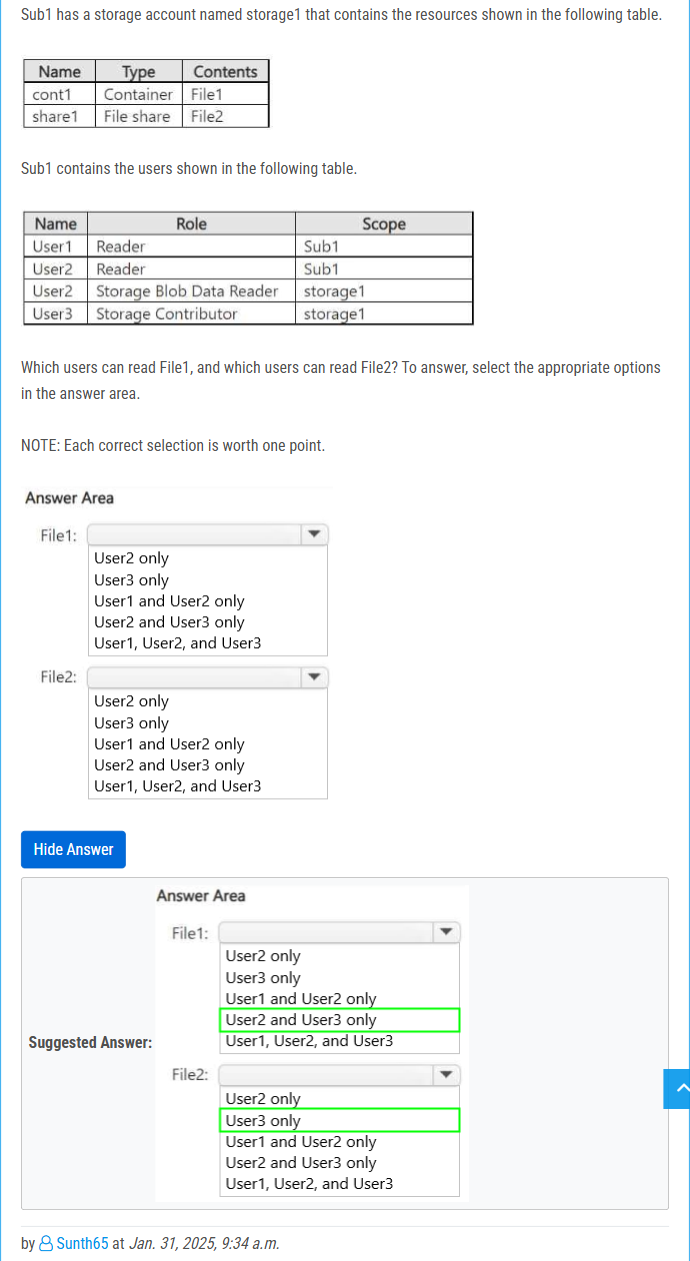 Sub1 has a storage account named storage1 that contains the resources shown in the following table.
Name Type Contents
cont1 Container File1
share1 File share File2
Sub1 contains the users shown in the following table.
Name Role Scope
User1 Reader Sub1
User2 Reader Sub1
User2 Storage Blob Data Reader storage1
User3 Storage Contributor storage1
Which users can read File1, and which users can read File2? To answer, select the appropriate options
in the answer area.
NOTE: Each correct selection is worth one point.
Answer Area
File1:
User2 only
User3 only
User1 and User2 only
User2 and User3 only
User1, User2, and User3
File2:
User2 only
User3 only
User1 and User2 only
User2 and User3 only
User1, User2, and User3
Hide Answer
Suggested Answer:
Answer Area
File1:
User2 only
User3 only
User1 and User2 only
User2 and User3 only
User1, User2, and User3
File2:
User2 only
User3 only
User1 and User2 only
User2 and User3 only
User1, User2, and User3
by Sunth65 at Jan. 31, 2025, 9:34 a.m.